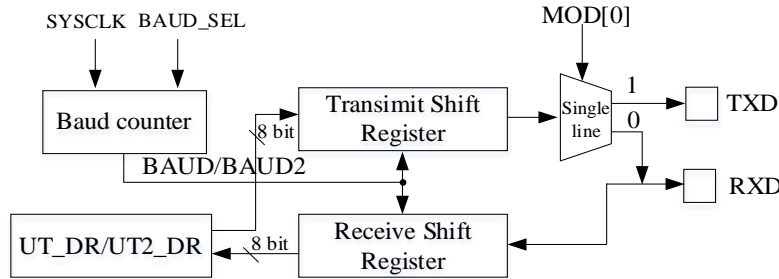 SYSCLK BAUD_SEL
MOD[0]
Baud counter
Transimit Shift
Register
8 bit
Single
line
1
0
TXD
BAUD/BAUD2
RXD
UT_DR/UT2_DR
8 bit
Receive Shift
Register